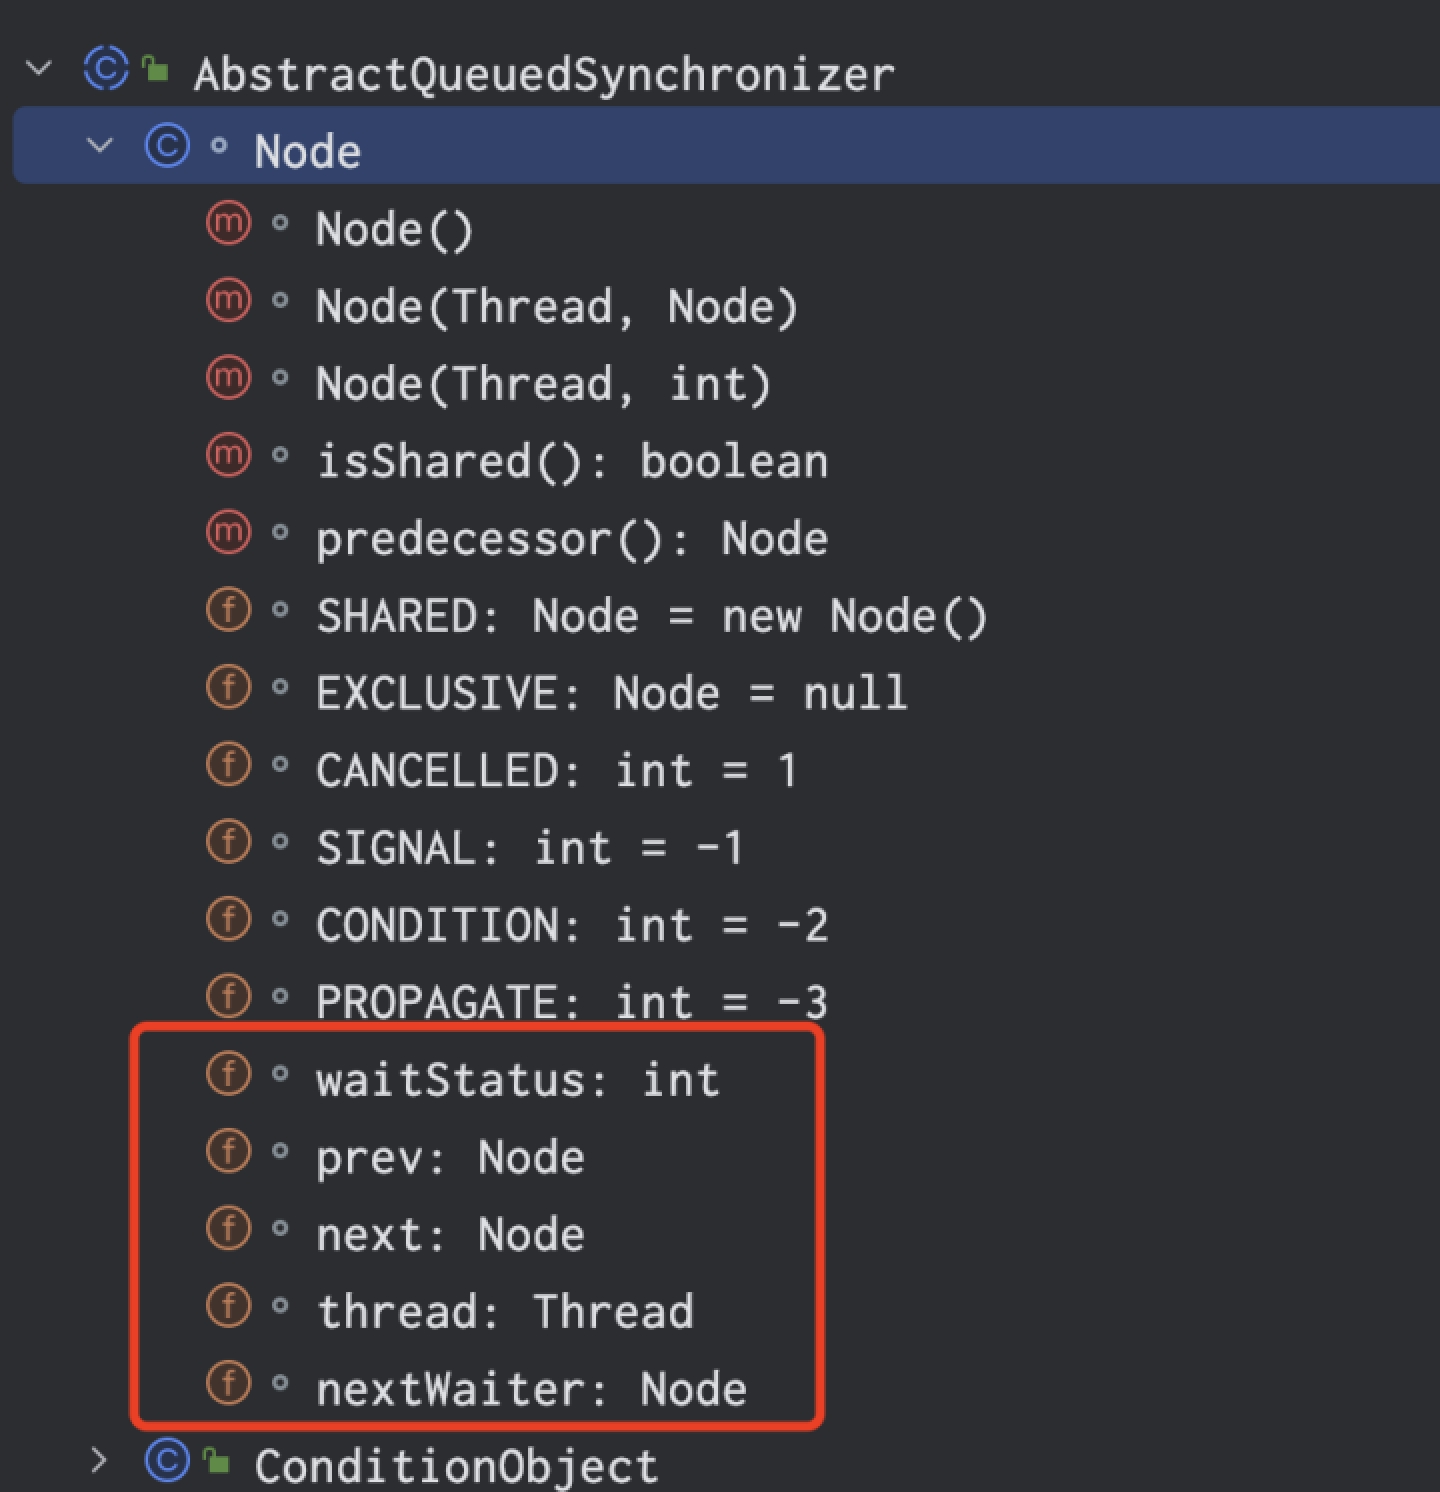 AbstractQueuedSynchronizer
Node
Node()
Node(Thread, Node)
Node(Thread, int)
isShared(): boolean
predecessor(): Node
SHARED: Node = new Node()
EXCLUSIVE: Node = null
CANCELLED: int = 1
SIGNAL: int = -1
CONDITION: int = -2
PROPAGATE: int = -3
waitStatus: int
prev: Node
next: Node
thread: Thread
nextWaiter: Node
ConditionObject